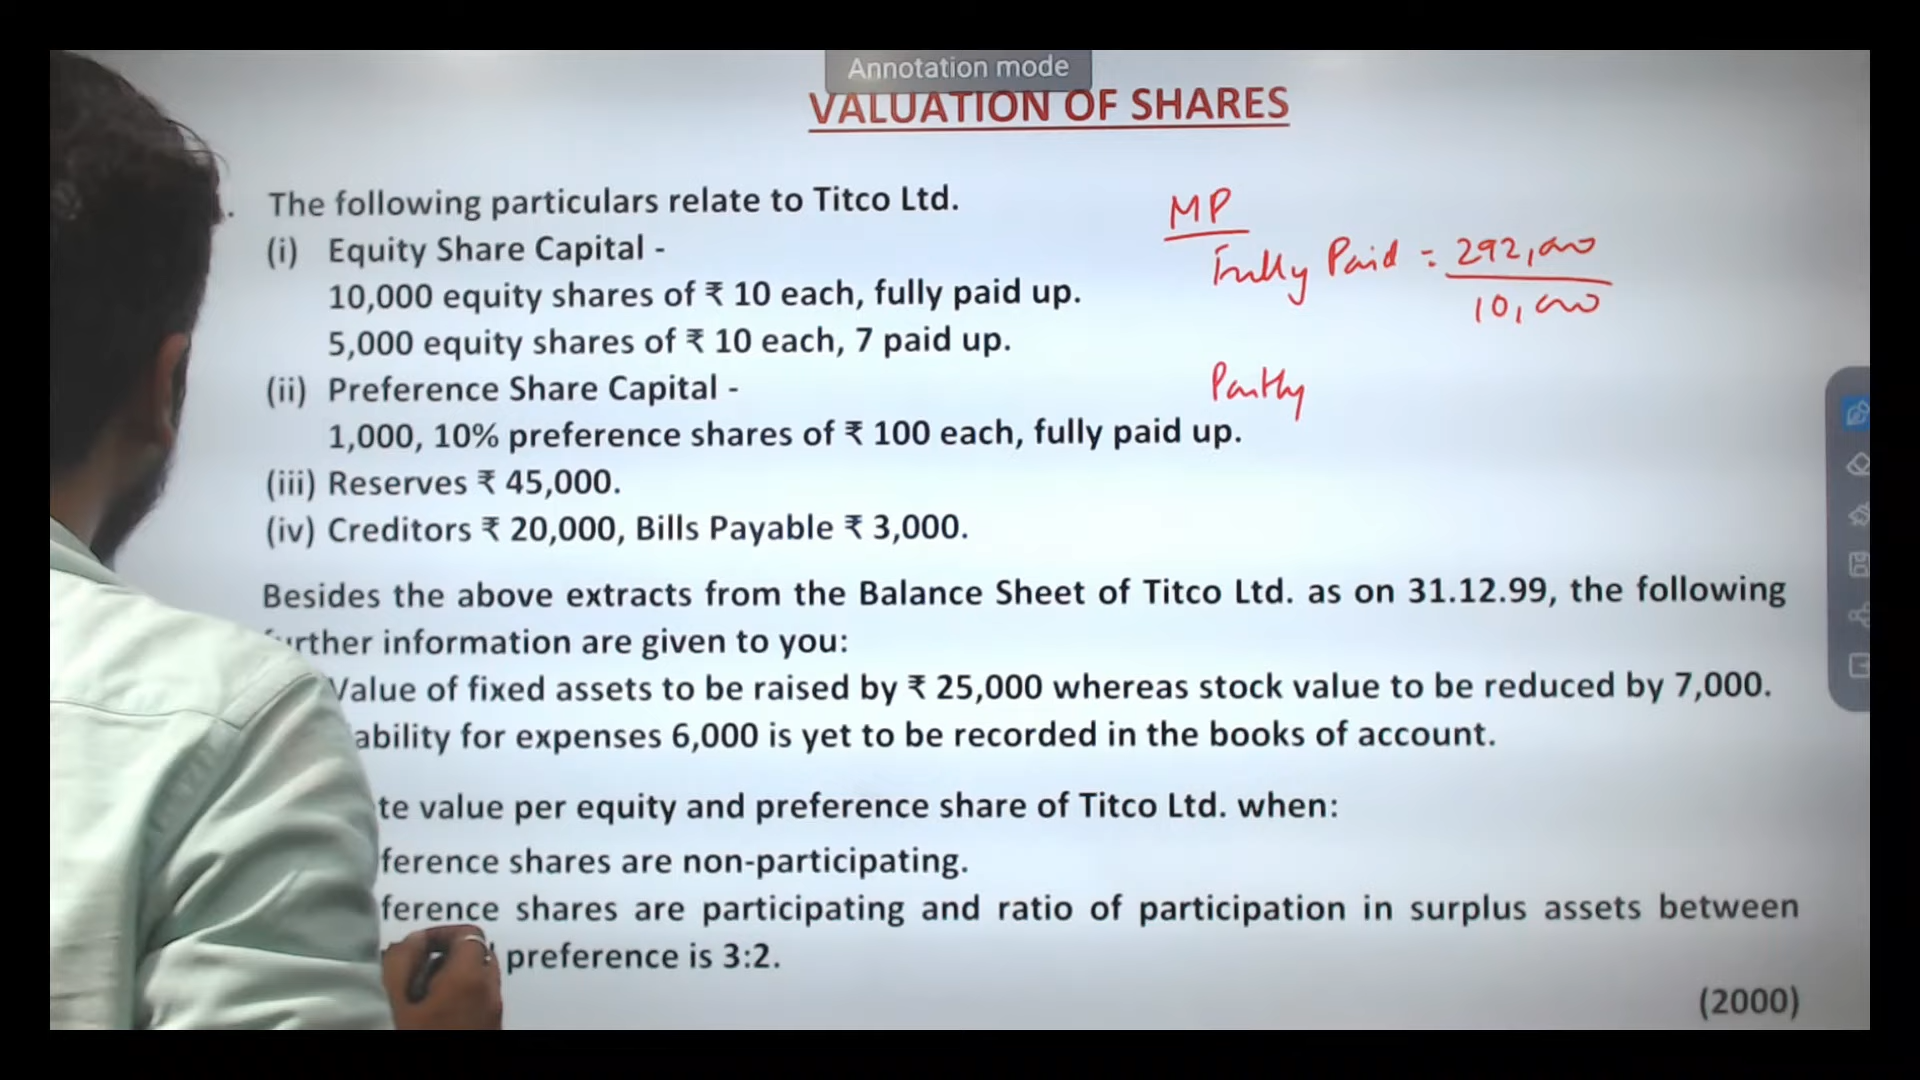 Annotation mode
VALUATION OF SHARES
The following particulars relate to Titco Ltd.
(i) Equity Share Capital -
10,000 equity shares of ₹ 10 each, fully paid up.
5,000 equity shares of ₹ 10 each, 7 paid up.
(ii) Preference Share Capital -
1,000, 10% preference shares of ₹ 100 each, fully paid up.
(iii) Reserves ₹ 45,000.
(iv) Creditors ₹ 20,000, Bills Payable ₹ 3,000.
MP
Fully Paid = 292,000
10,000
Partly
Besides the above extracts from the Balance Sheet of Titco Ltd. as on 31.12.99, the following
rther information are given to you:
Value of fixed assets to be raised by ₹ 25,000 whereas stock value to be reduced by 7,000.
ability for expenses 6,000 is yet to be recorded in the books of account.
te value per equity and preference share of Titco Ltd. when:
ference shares are non-participating.
ference shares are participating and ratio of participation in surplus assets between
preference is 3:2.
(2000)